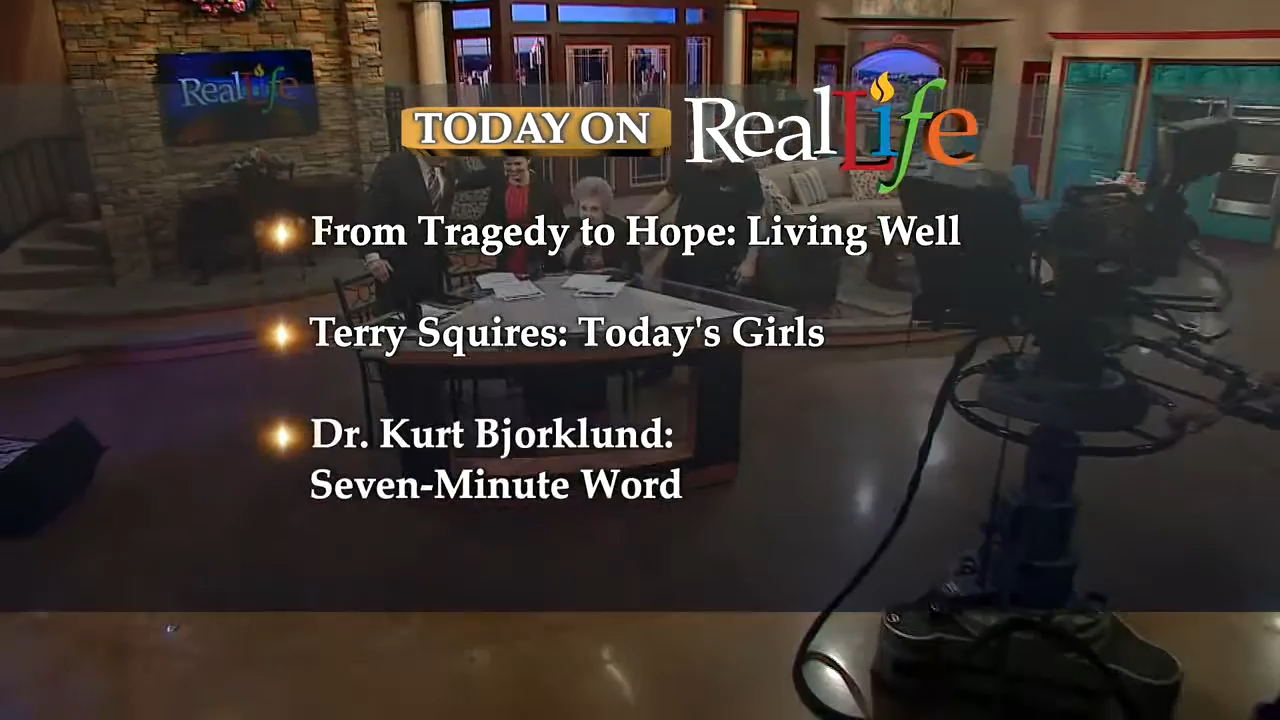 RealLife
TODAY ON RealLife
From Tragedy to Hope: Living Well
Terry Squires: Today's Girls
Dr. Kurt Bjorklund:
Seven-Minute Word